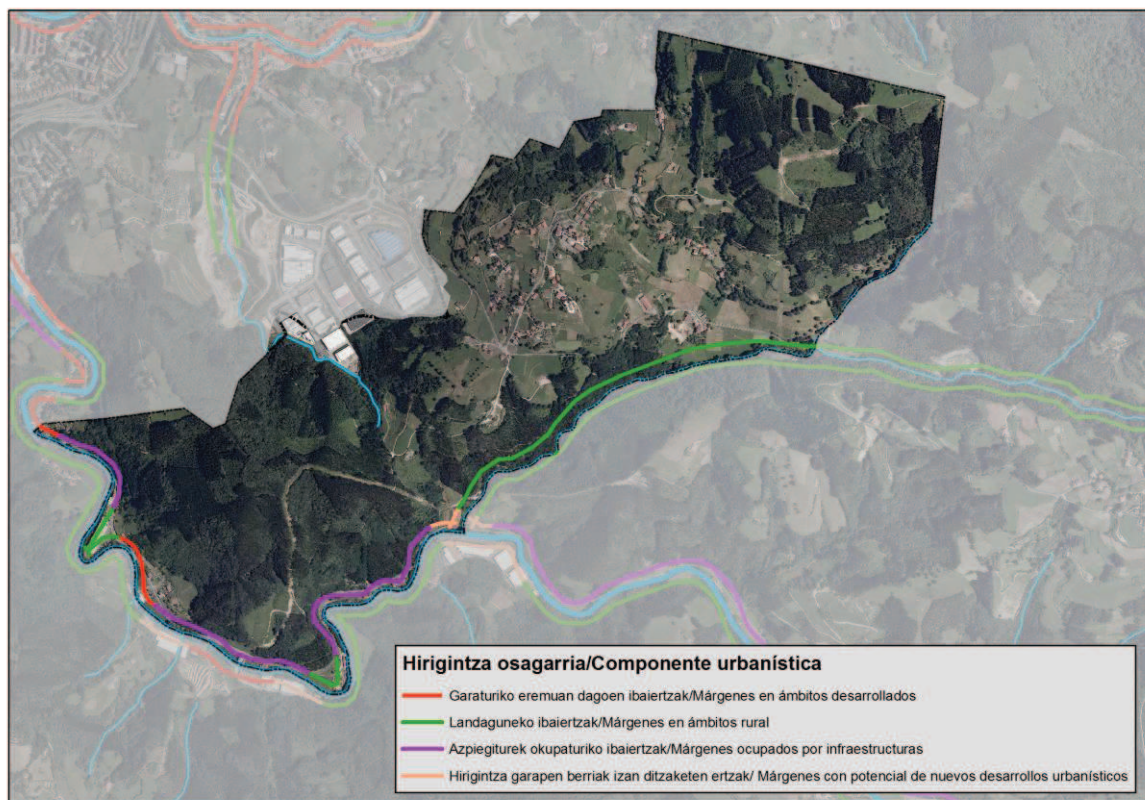 Hirigintza osagarria/Componente urbanística
Garaturiko eremuan dagoen ibaiertzak/Márgenes en ámbitos desarrollados
Landaguneko ibaiertzak/Márgenes en ámbitos rural
Azpiegiturek okupaturiko ibaiertzak/Márgenes ocupados por infraestructuras
Hirigintza garapen berriak izan ditzaketen ertzak/ Márgenes con potencial de nuevos desarrollos urbanísticos